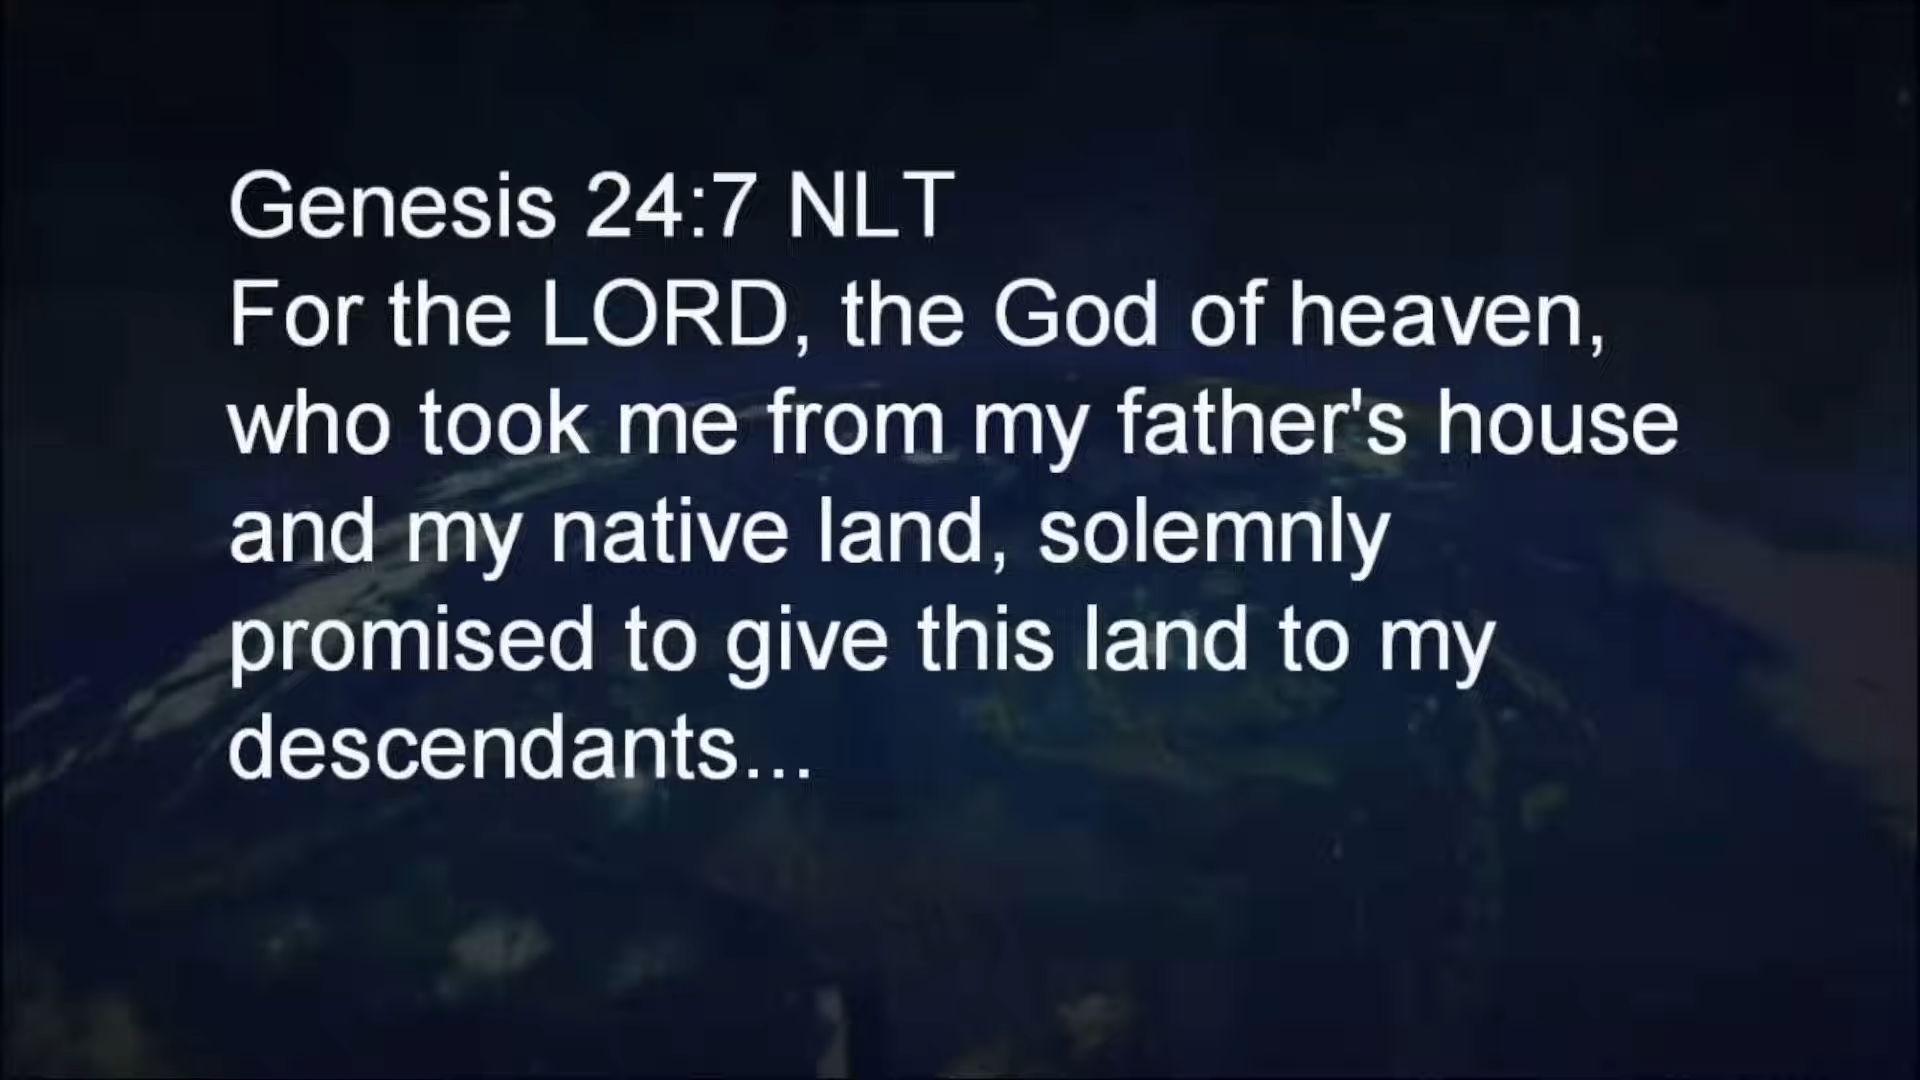 Genesis 24:7 NLT
For the LORD, the God of heaven,
who took me from my father's house
and my native land, solemnly
promised to give this land to my
descendants...